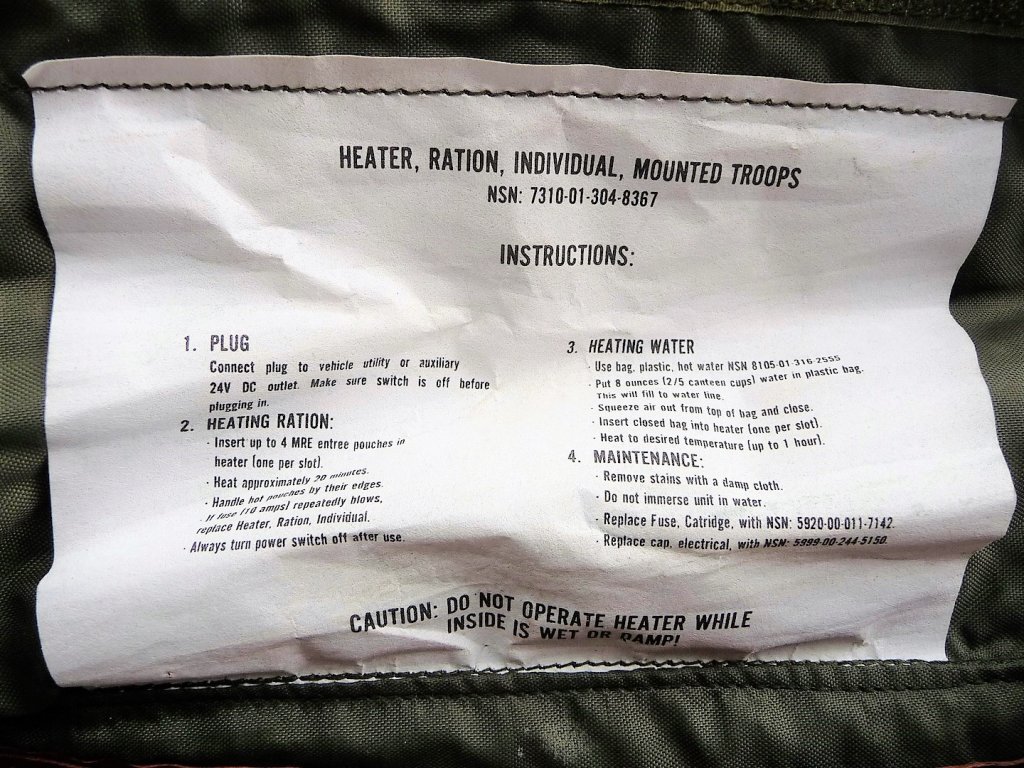 HEATER, RATION, INDIVIDUAL, MOUNTED TROOPS
NSN: 7310-01-304-8367
INSTRUCTIONS:
1. PLUG
Connect plug to vehicle utility or auxiliary
24V DC outlet. Make sure switch is off before
plugging in.
2. HEATING RATION:
· Insert up to 4 MRE entree pouches in
heater (one per slot).
· Heat approximately 20 minutes.
· Handle hot pouches by their edges.
· If fuse (10 amps) repeatedly blows,
replace Heater, Ration, Individual.
· Always turn power switch off after use.
3. HEATING WATER
· Use bag, plastic, hot water NSN 8105-01-316-2555
· Put 8 ounces (2/5 canteen cups) water in plastic bag.
This will fill to water line.
· Squeeze air out from top of bag and close.
· Insert closed bag into heater (one per slot).
· Heat to desired temperature (up to 1 hour).
4. MAINTENANCE:
· Remove stains with a damp cloth.
· Do not immerse unit in water.
· Replace Fuse, Catridge, with NSN: 5920-00-011-7142.
· Replace cap, electrical, with NSN: 5999-00-244-5150.
CAUTION: DO NOT OPERATE HEATER WHILE
INSIDE IS WET OR DAMP!